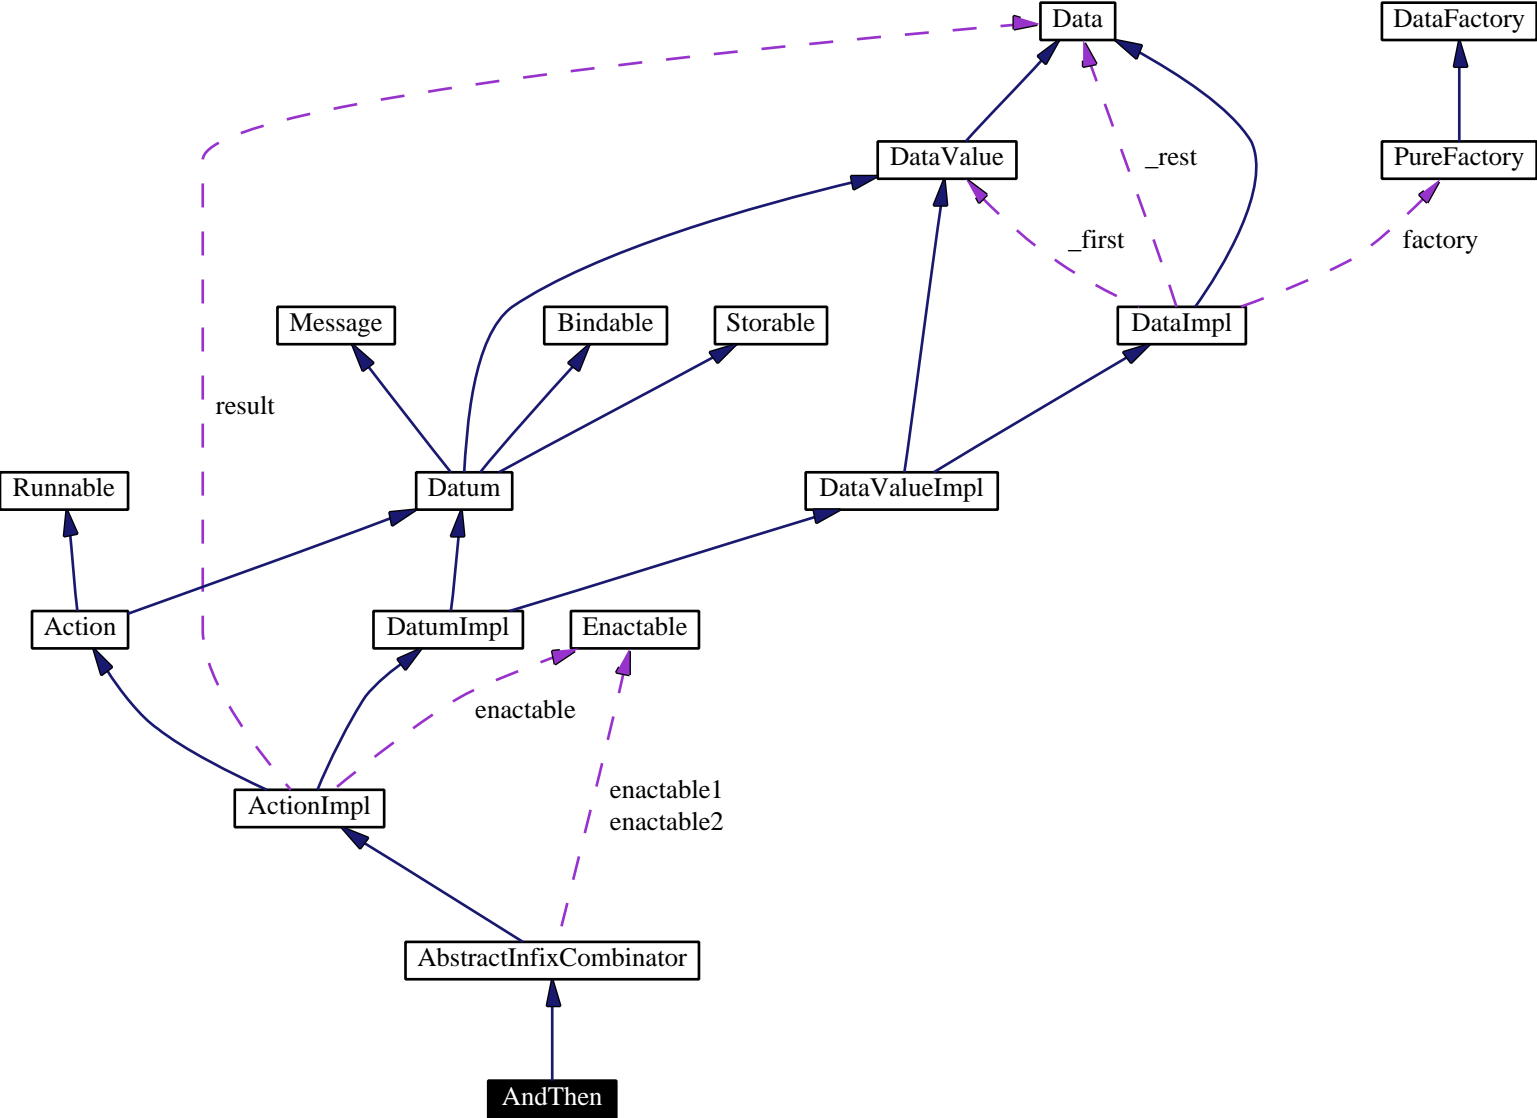 Data
DataFactory
DataValue
_rest
PureFactory
_first
factory
Message
Bindable
Storable
DataImpl
result
Runnable
Datum
DataValueImpl
Action
DatumImpl
Enactable
enactable
enactable1
enactable2
ActionImpl
AbstractInfixCombinator
AndThen